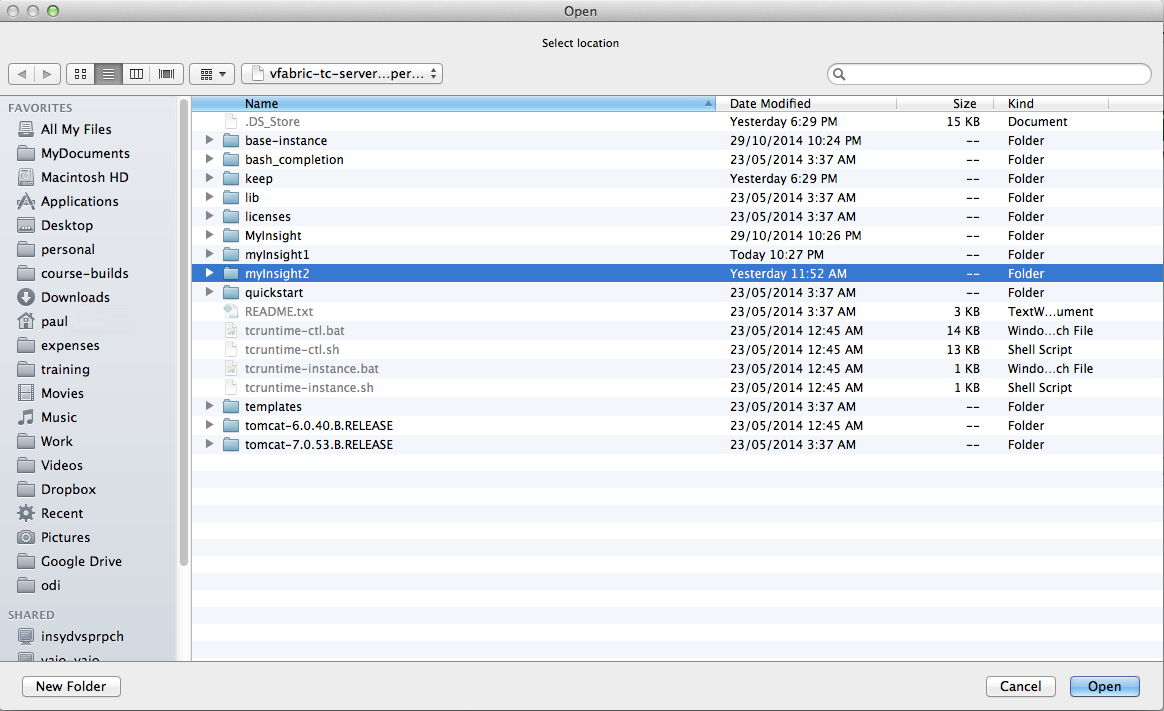 Open
Select location
vfabric-tc-server...per...
FAVORITES
All My Files
MyDocuments
Macintosh HD
Applications
Desktop
personal
course-builds
Downloads
paul
expenses
training
Movies
Music
Work
Videos
Dropbox
Recent
Pictures
Google Drive
odi
SHARED
insydvsprpch
vaio-vaio
Name Date Modified Size Kind
.DS_Store Yesterday 6:29 PM 15 KB Document
base-instance 29/10/2014 10:24 PM -- Folder
bash_completion 23/05/2014 3:37 AM -- Folder
keep Yesterday 6:29 PM -- Folder
lib 23/05/2014 3:37 AM -- Folder
licenses 23/05/2014 3:37 AM -- Folder
MyInsight 29/10/2014 10:26 PM -- Folder
myInsight1 Today 10:27 PM -- Folder
myInsight2 Yesterday 11:52 AM -- Folder
quickstart 23/05/2014 3:37 AM -- Folder
README.txt 23/05/2014 3:37 AM 3 KB TextW...ument
tcruntime-ctl.bat 23/05/2014 12:45 AM 14 KB Windo...ch File
tcruntime-ctl.sh 23/05/2014 12:45 AM 13 KB Shell Script
tcruntime-instance.bat 23/05/2014 12:45 AM 1 KB Windo...ch File
tcruntime-instance.sh 23/05/2014 12:45 AM 1 KB Shell Script
templates 23/05/2014 3:37 AM -- Folder
tomcat-6.0.40.B.RELEASE 23/05/2014 12:45 AM -- Folder
tomcat-7.0.53.B.RELEASE 23/05/2014 3:37 AM -- Folder
New Folder Cancel Open